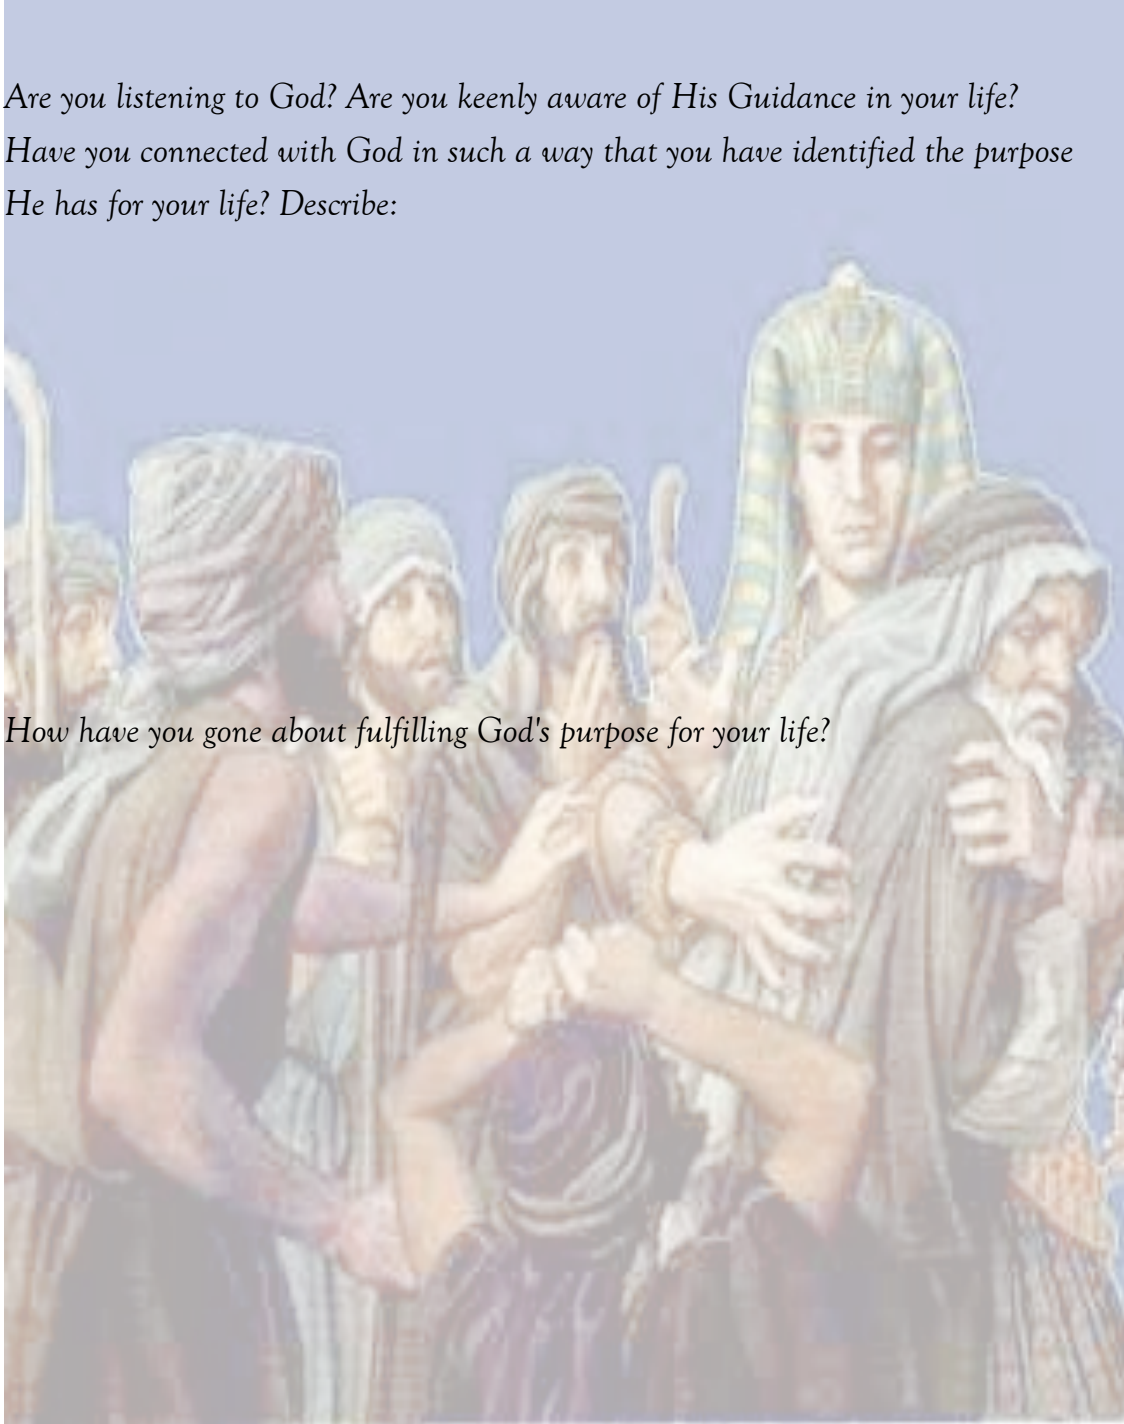 Are you listening to God? Are you keenly aware of His Guidance in your life?
Have you connected with God in such a way that you have identified the purpose
He has for your life? Describe:
How have you gone about fulfilling God's purpose for your life?